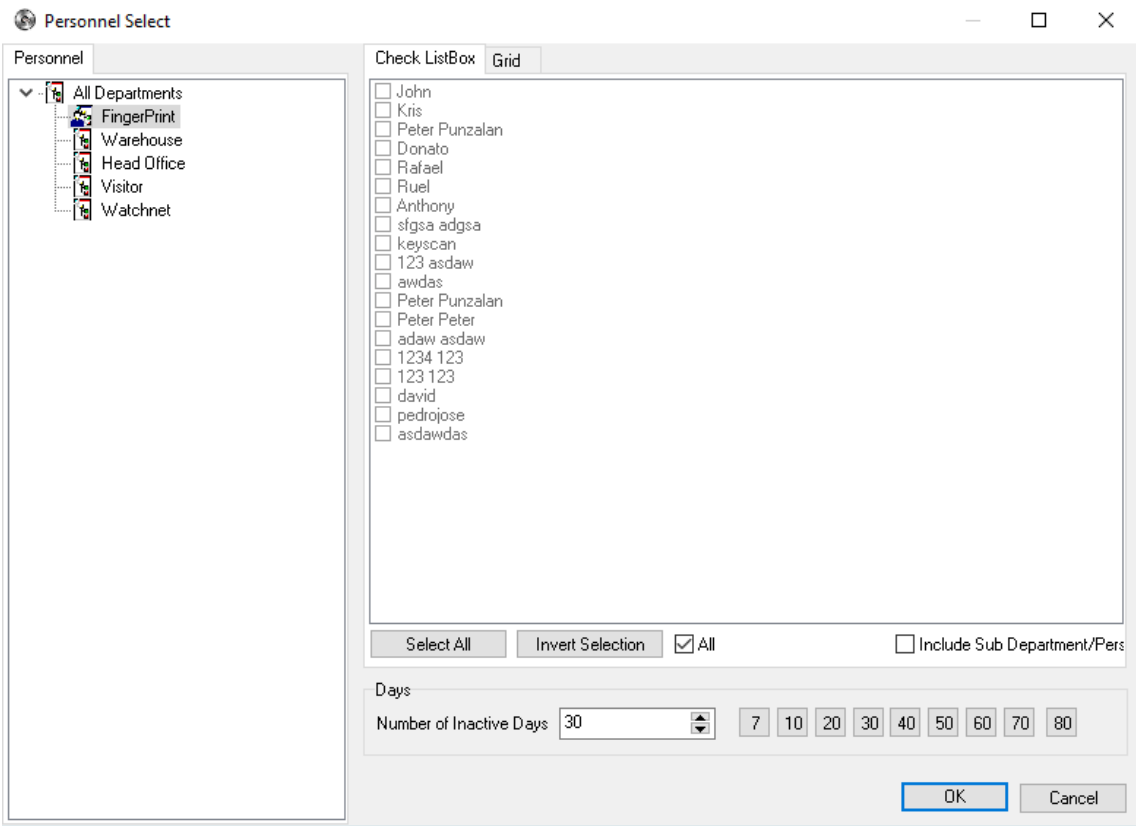 Personnel Select
Personnel
All Departments
FingerPrint
Warehouse
Head Office
Visitor
Watchnet
Check ListBox Grid
John
Kris
Peter Punzalan
Donato
Rafael
Ruel
Anthony
sfgsa adgsa
keyscan
123 asdaw
awdas
Peter Punzalan
Peter Peter
adaw asdaw
1234 123
123 123
david
pedrojose
asdawdas
Select All Invert Selection All Include Sub Department/Pers
Days
Number of Inactive Days 30 7 10 20 30 40 50 60 70 80
OK Cancel